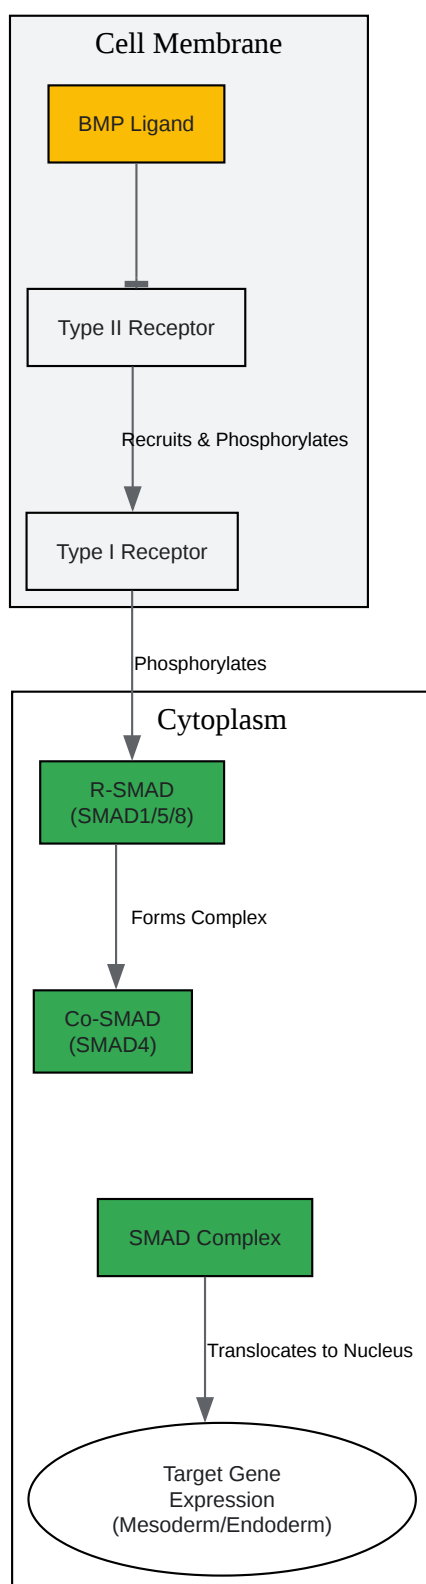 Cell Membrane
BMP Ligand
Type II Receptor
Recruits & Phosphorylates
Type I Receptor
Phosphorylates
Cytoplasm
R-SMAD
(SMAD1/5/8)
Forms Complex
Co-SMAD
(SMAD4)
SMAD Complex
Translocates to Nucleus
Target Gene
Expression
(Mesoderm/Endoderm)